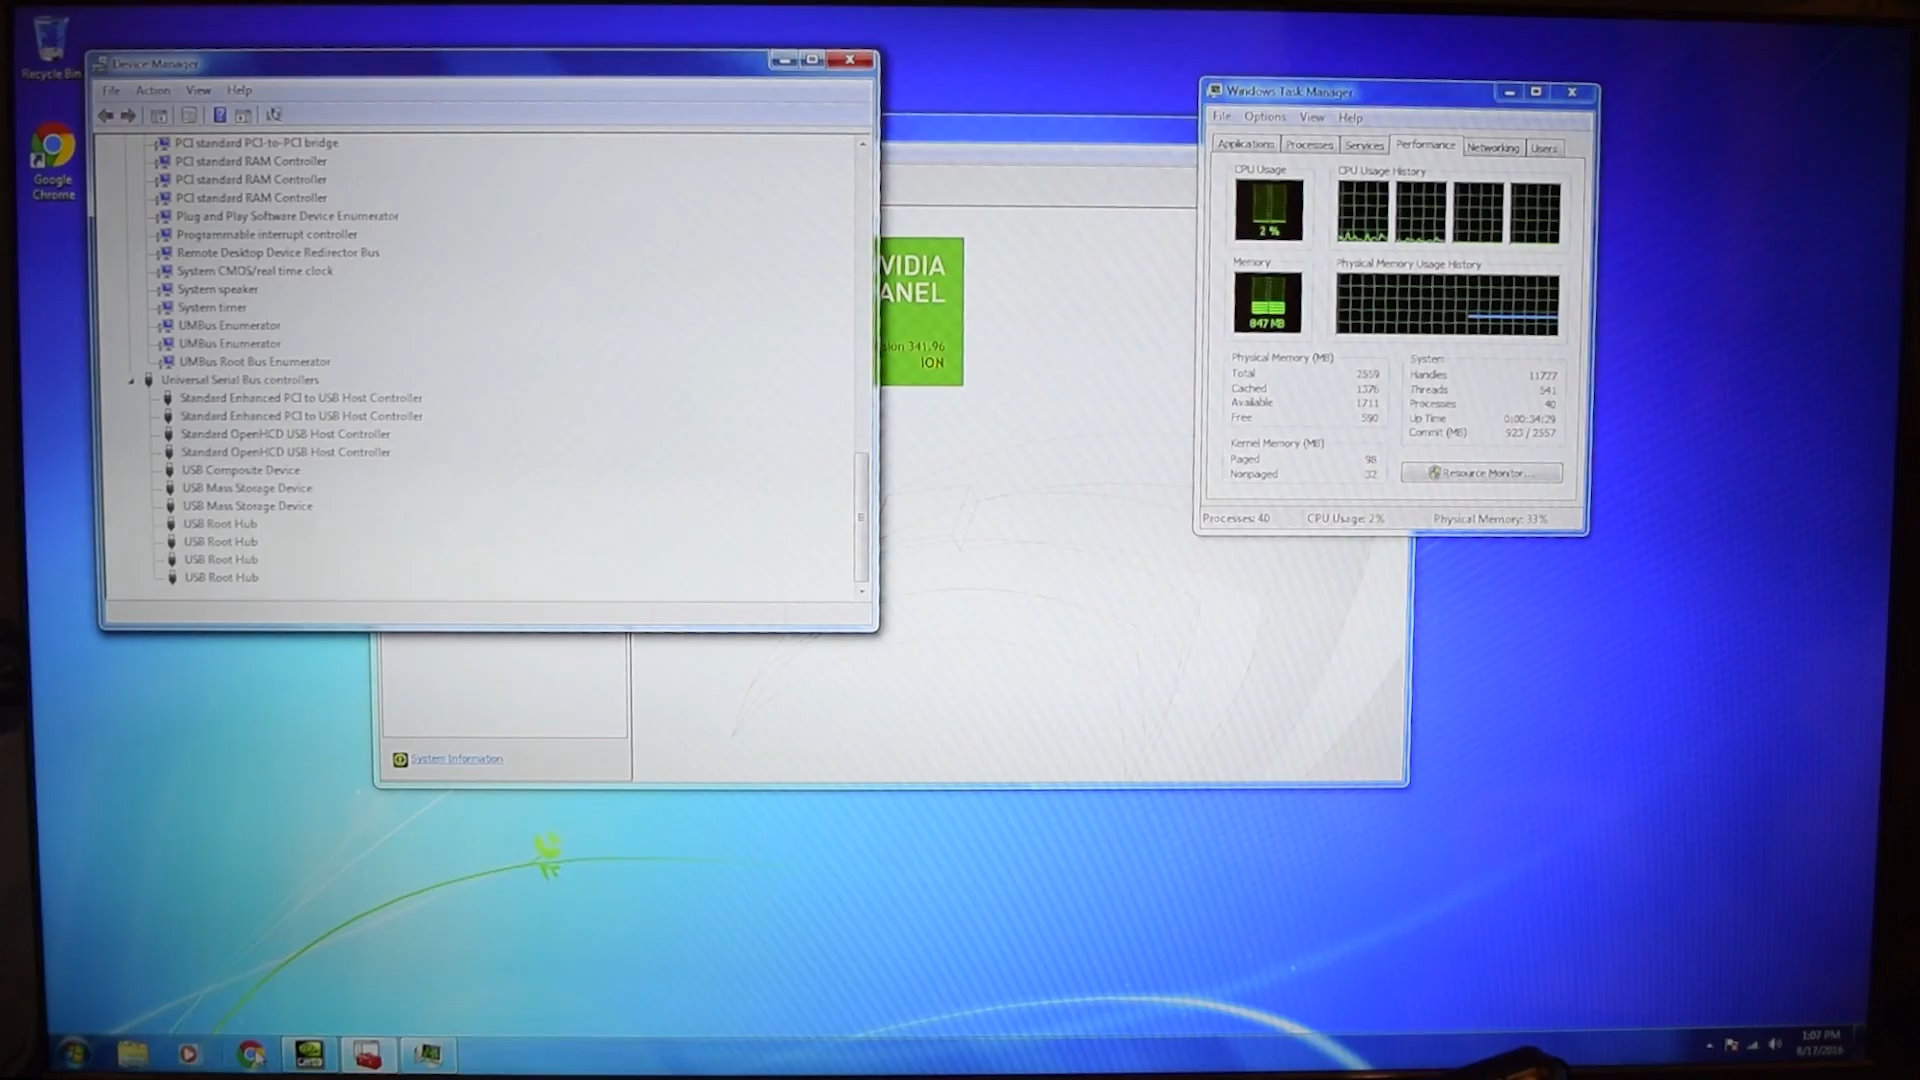 Recycle Bin
Google
Chrome
Device Manager
File Action View Help
PCI standard PCI-to-PCI bridge
PCI standard RAM Controller
PCI standard RAM Controller
PCI standard RAM Controller
Plug and Play Software Device Enumerator
Programmable interrupt controller
Remote Desktop Device Redirector Bus
System CMOS/real time clock
System speaker
System timer
UMBus Enumerator
UMBus Enumerator
UMBus Root Bus Enumerator
Universal Serial Bus controllers
Standard Enhanced PCI to USB Host Controller
Standard Enhanced PCI to USB Host Controller
Standard OpenHCD USB Host Controller
Standard OpenHCD USB Host Controller
USB Composite Device
USB Mass Storage Device
USB Mass Storage Device
USB Root Hub
USB Root Hub
USB Root Hub
USB Root Hub
VIDIA
ANEL
sion 341.96
ION
System Information
Windows Task Manager
File Options View Help
Applications Processes Services Performance Networking Users
CPU Usage CPU Usage History
2 %
Memory Physical Memory Usage History
847 MB
Physical Memory (MB)
Total 2559
Cached 1376
Available 1711
Free 590
Kernel Memory (MB)
Paged 98
Nonpaged 32
System
Handles 11727
Threads 541
Processes 40
Up Time 0:00:34:29
Commit (MB) 923 / 2557
Resource Monitor...
Processes: 40 CPU Usage: 2% Physical Memory: 33%
1:07 PM
8/17/2016